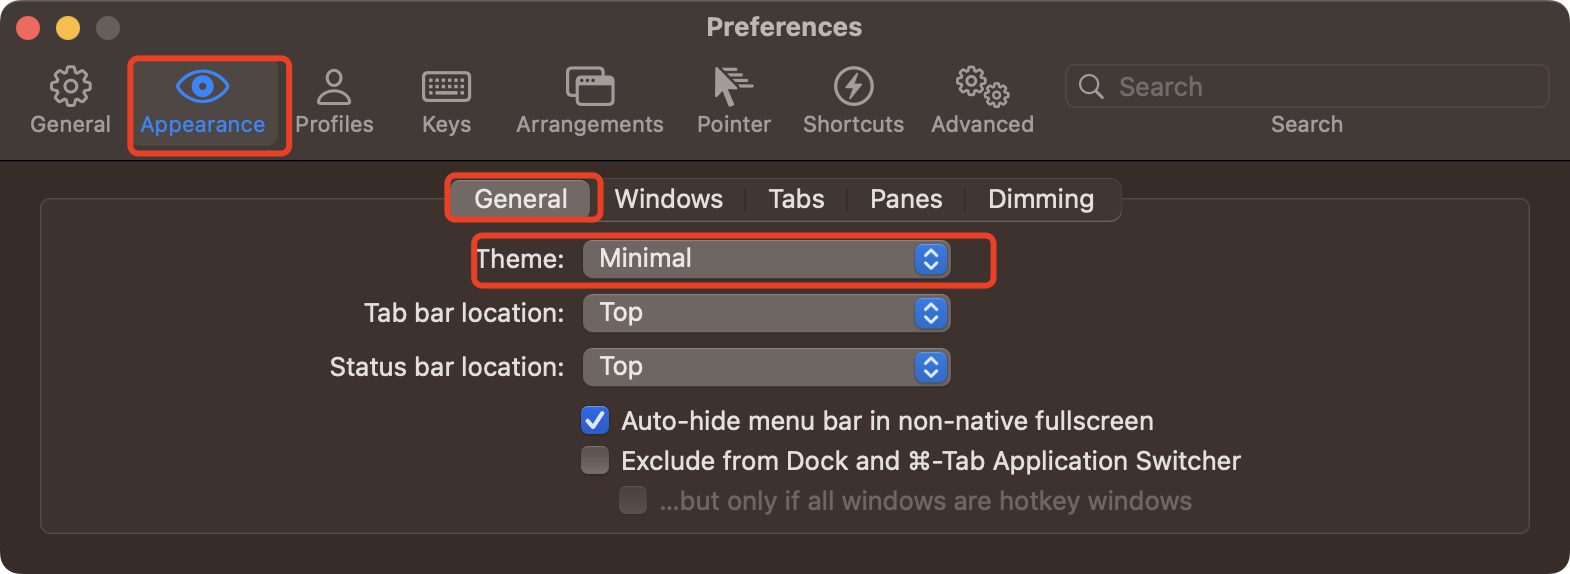 Preferences
General Appearance Profiles Keys Arrangements Pointer Shortcuts Advanced Search
Search
General Windows Tabs Panes Dimming
Theme: Minimal
Tab bar location: Top
Status bar location: Top
Auto-hide menu bar in non-native fullscreen
Exclude from Dock and ⌘-Tab Application Switcher
...but only if all windows are hotkey windows